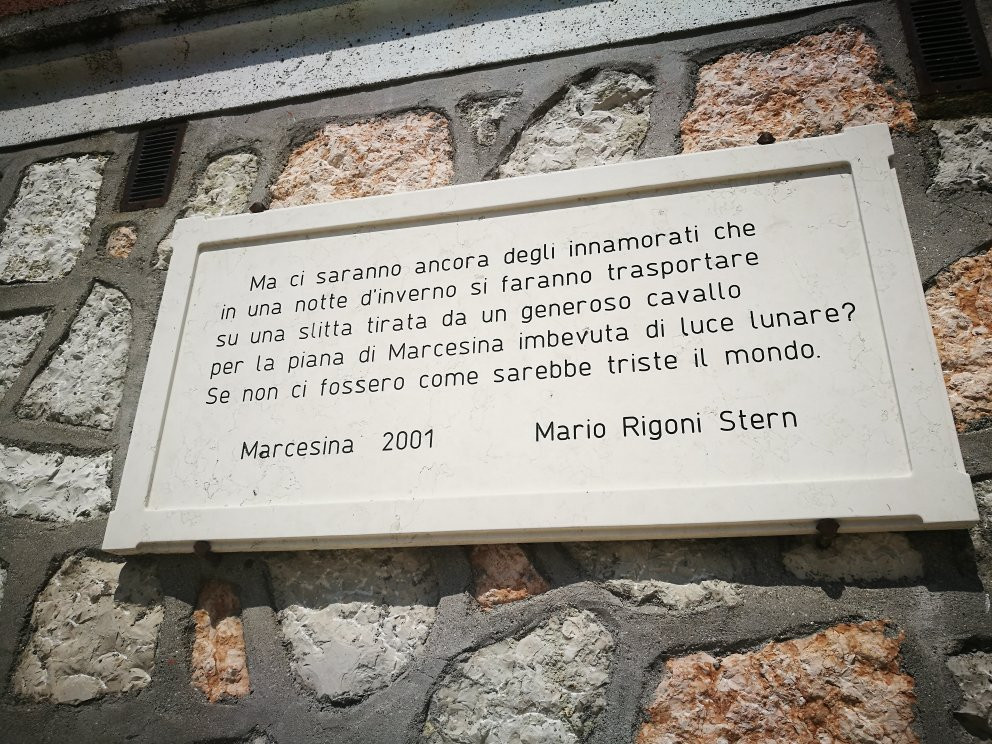 Ma ci saranno ancora degli innamorati che
in una notte d'inverno si faranno trasportare
su una slitta tirata da un generoso cavallo
per la piana di Marcesina imbevuta di luce lunare?
Se non ci fossero come sarebbe triste il mondo.
Marcesina 2001 Mario Rigoni Stern